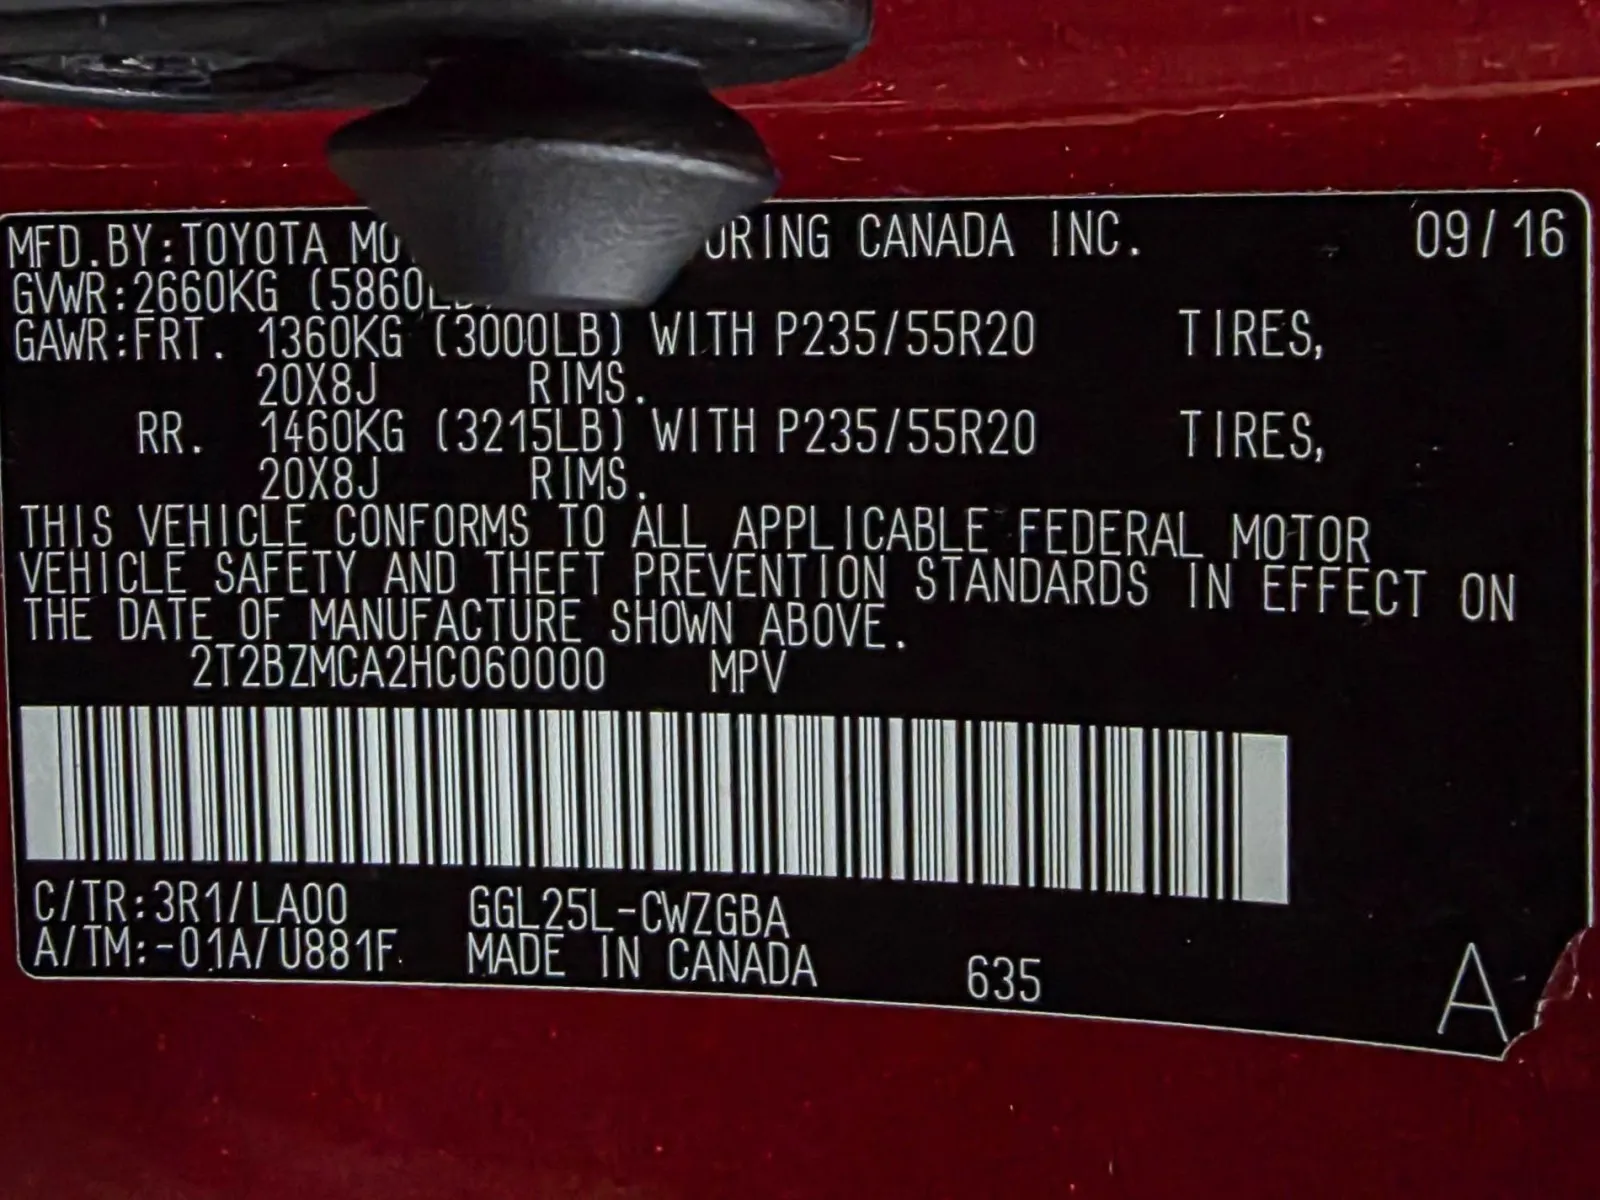 MFD.BY:TOYOTA INC. CANADA 09/16
GVWR:2660KG
GAWR:FRT. 1360KG (3000LB) WITH P235/55R20 TIRES,
20X8J RIMS.
RR. 1460KG (3215LB) WITH P235/55R20 TIRES,
20X8J RIMS.
THIS VEHICLE CONFORMS TO ALL APPLICABLE FEDERAL MOTOR
VEHICLE SAFETY AND THEFT PREVENTION STANDARDS IN EFFECT ON
THE DATE OF MANUFACTURE SHOWN ABOVE.
2T2BZMCA2HC060000 MPV
C/TR:3R1/LA00 GGL25L-CWZGBA
A/TM:-01A/U881F MADE IN CANADA 635 A